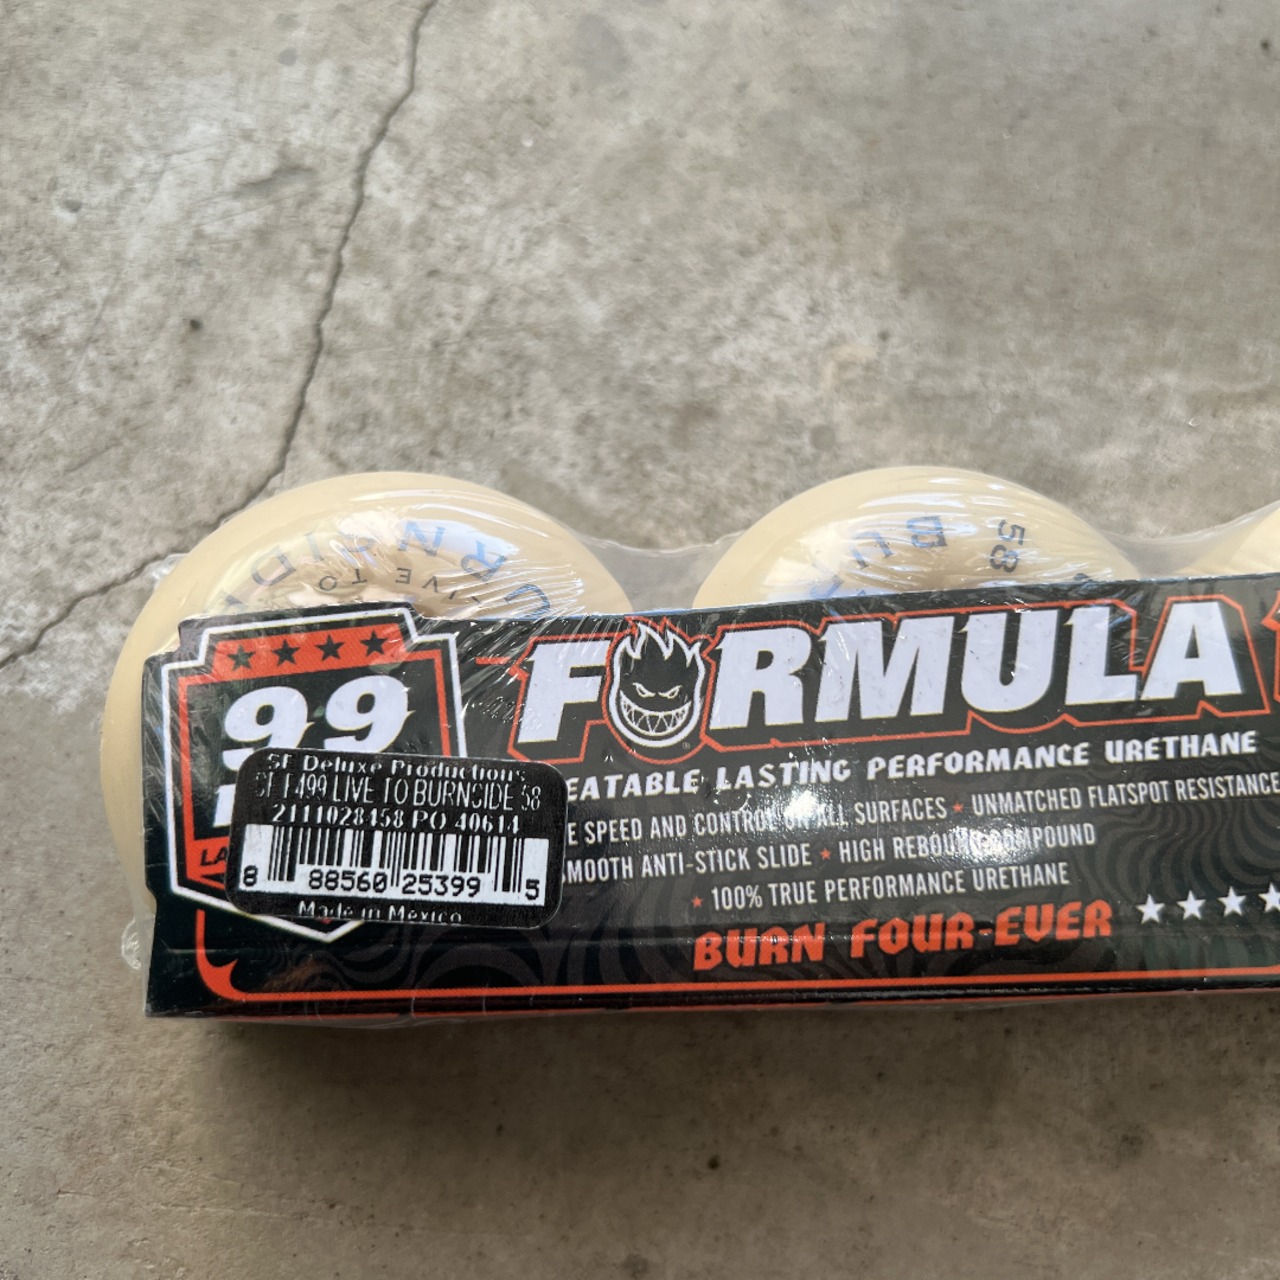 BURNSIDE
LIVE TO
58
99
FORMULA
LASTING PERFORMANCE URETHANE
SPEED AND CONTROL ON ALL SURFACES ★ UNMATCHED FLATSPOT RESISTANCE
SMOOTH ANTI-STICK SLIDE ★ HIGH REBOUND COMPOUND
★ 100% TRUE PERFORMANCE URETHANE
BURN FOUR-EVER
SF Deluxe Productions
SF F499 LIVE TO BURNSIDE 58
2111028458 PO 40614
8 88560 25399 5
Made in Mexico